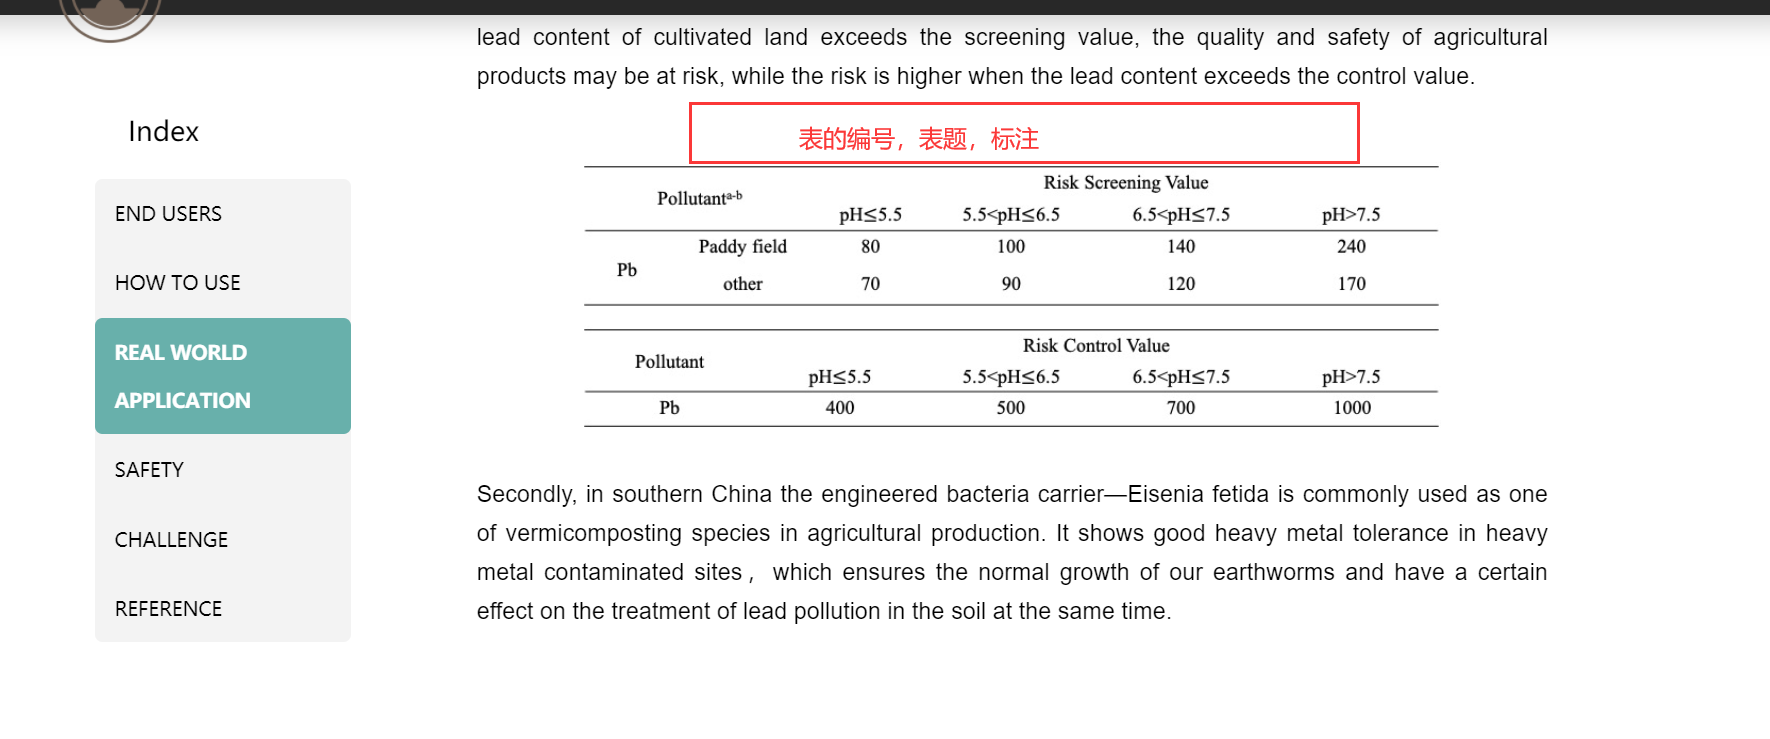 lead content of cultivated land exceeds the screening value, the quality and safety of agricultural
products may be at risk, while the risk is higher when the lead content exceeds the control value.
Index
END USERS
HOW TO USE
REAL WORLD
APPLICATION
SAFETY
CHALLENGE
REFERENCE
表的编号，表题，标注
Pollutantᵃ⁻ᵇ Risk Screening Value
pH≤5.5 5.5<pH≤6.5 6.5<pH≤7.5 pH>7.5
Pb Paddy field 80 100 140 240
other 70 90 120 170
Pollutant Risk Control Value
pH≤5.5 5.5<pH≤6.5 6.5<pH≤7.5 pH>7.5
Pb 400 500 700 1000
Secondly, in southern China the engineered bacteria carrier—Eisenia fetida is commonly used as one
of vermicomposting species in agricultural production. It shows good heavy metal tolerance in heavy
metal contaminated sites，which ensures the normal growth of our earthworms and have a certain
effect on the treatment of lead pollution in the soil at the same time.